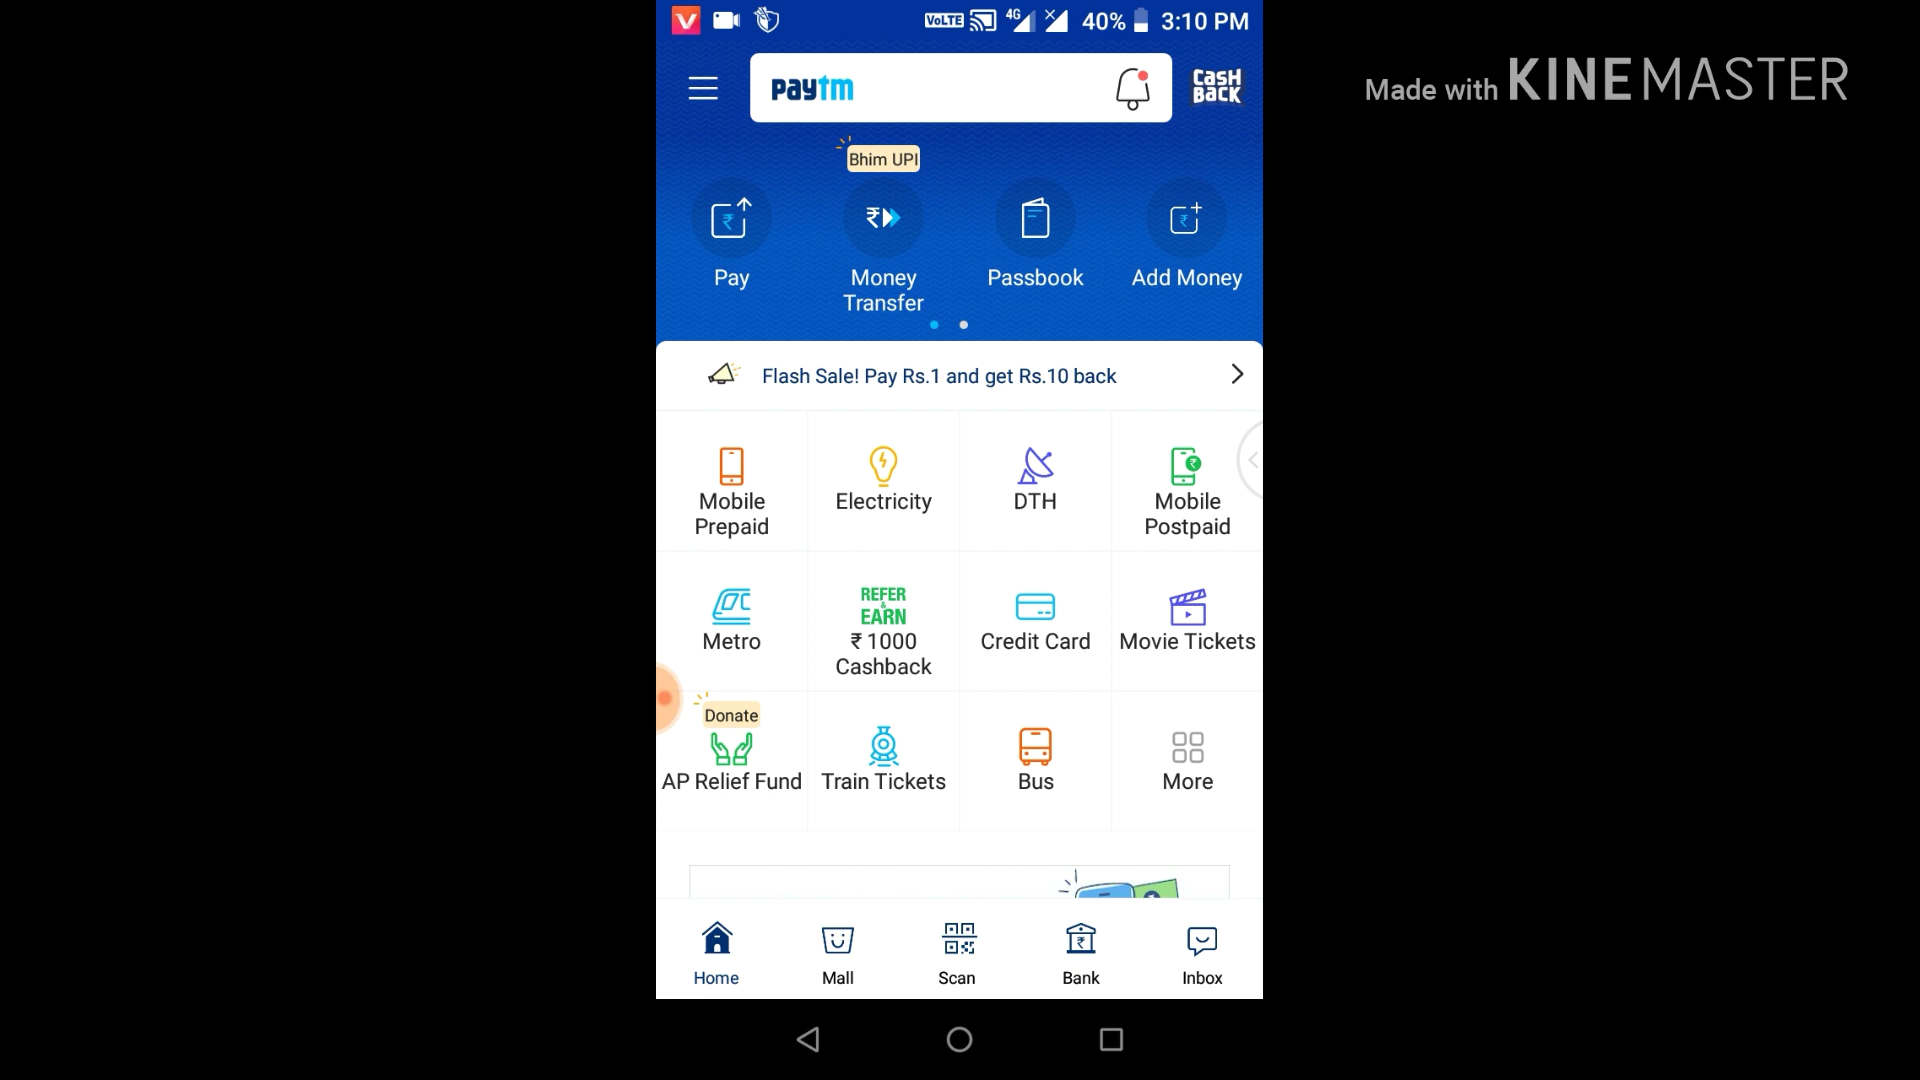 V
VoLTE 4G 40% 3:10 PM
paytm
CASH
BACK
Made with KINEMASTER
Bhim UPI
Pay
Money
Transfer
Passbook
Add Money
Flash Sale! Pay Rs.1 and get Rs.10 back
Mobile
Prepaid
Electricity
DTH
Mobile
Postpaid
Metro
REFER
&
EARN
₹ 1000
Cashback
Credit Card
Movie Tickets
Donate
AP Relief Fund
Train Tickets
Bus
More
Home
Mall
Scan
Bank
Inbox